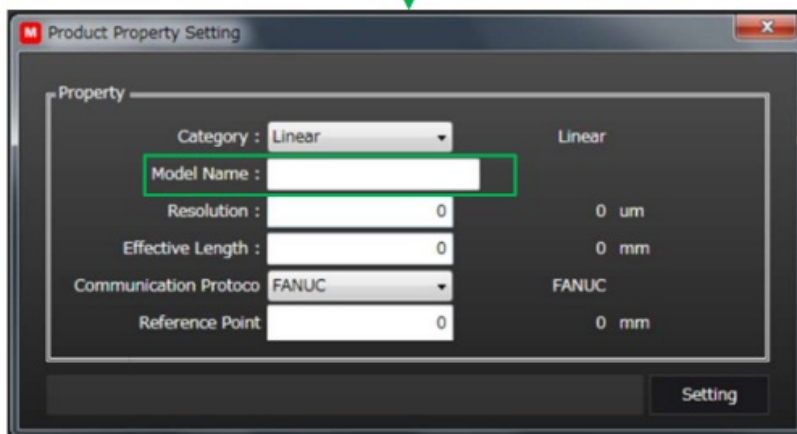 M Product Property Setting X
Property
Category : Linear Linear
Model Name :
Resolution : 0 0 um
Effective Length : 0 0 mm
Communication Protoco FANUC FANUC
Reference Point 0 0 mm
Setting